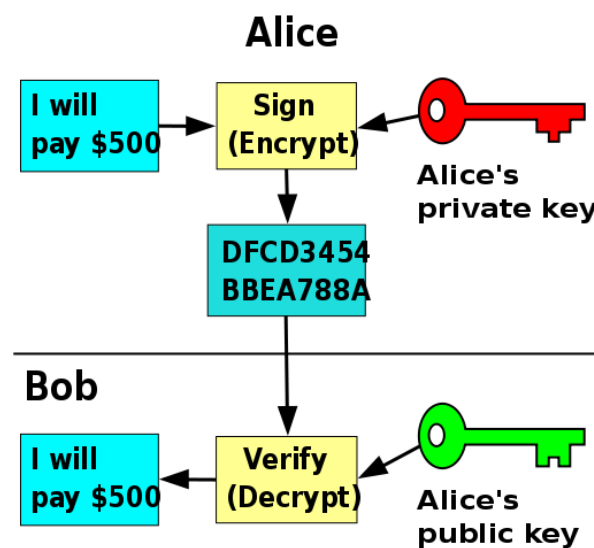 Alice
I will
pay $500
Sign
(Encrypt)
Alice's
private key
DFCD3454
BBEA788A
Bob
I will
pay $500
Verify
(Decrypt)
Alice's
public key